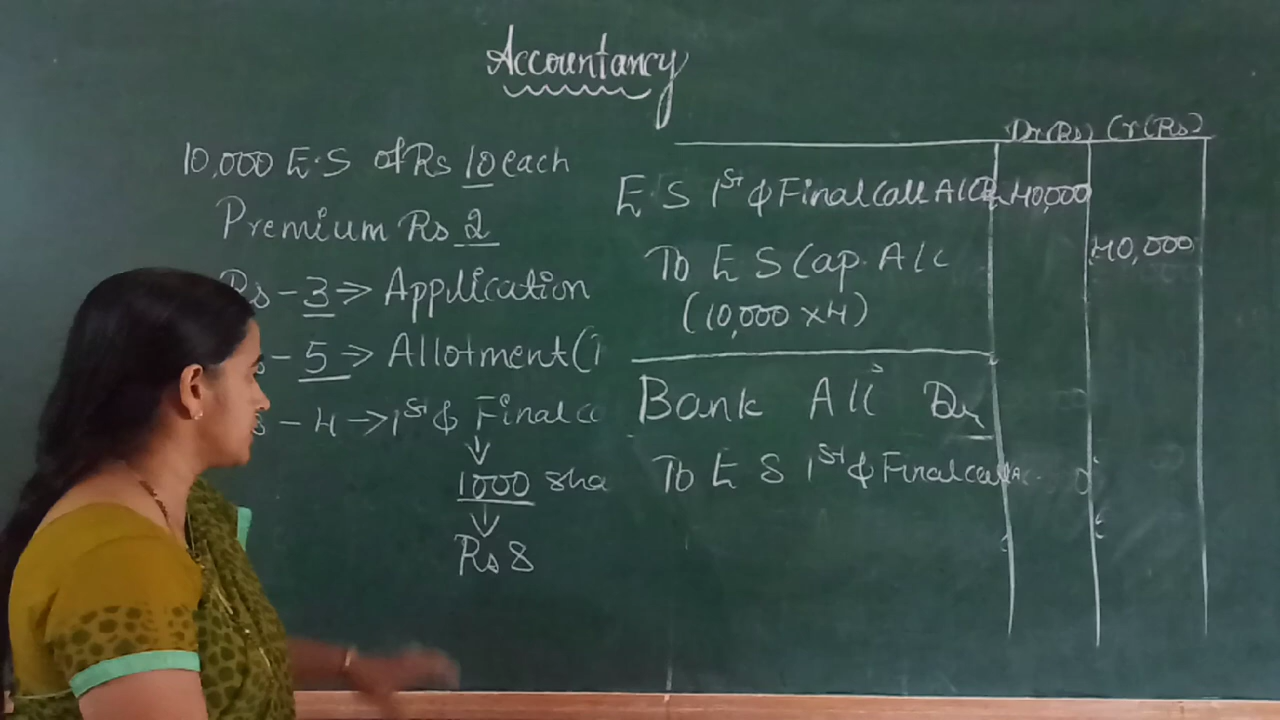 Accountancy
10,000 E.S of Rs 10 each
Premium Rs 2
Rs - 3 => Application
- 5 => Allotment (
- 4 -> 1st & Final
1000 sha
Rs 8
Dr (Rs) Cr (Rs)
E S 1st & Final call A/C Dr 40,000
To E S Cap. A/C 40,000
(10,000 x 4)
Bank A/C Dr
To E S 1st & Final call A/c